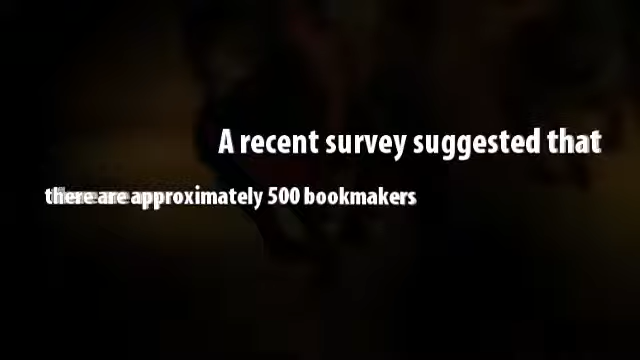 A recent survey suggested that
there are approximately 500 bookmakers